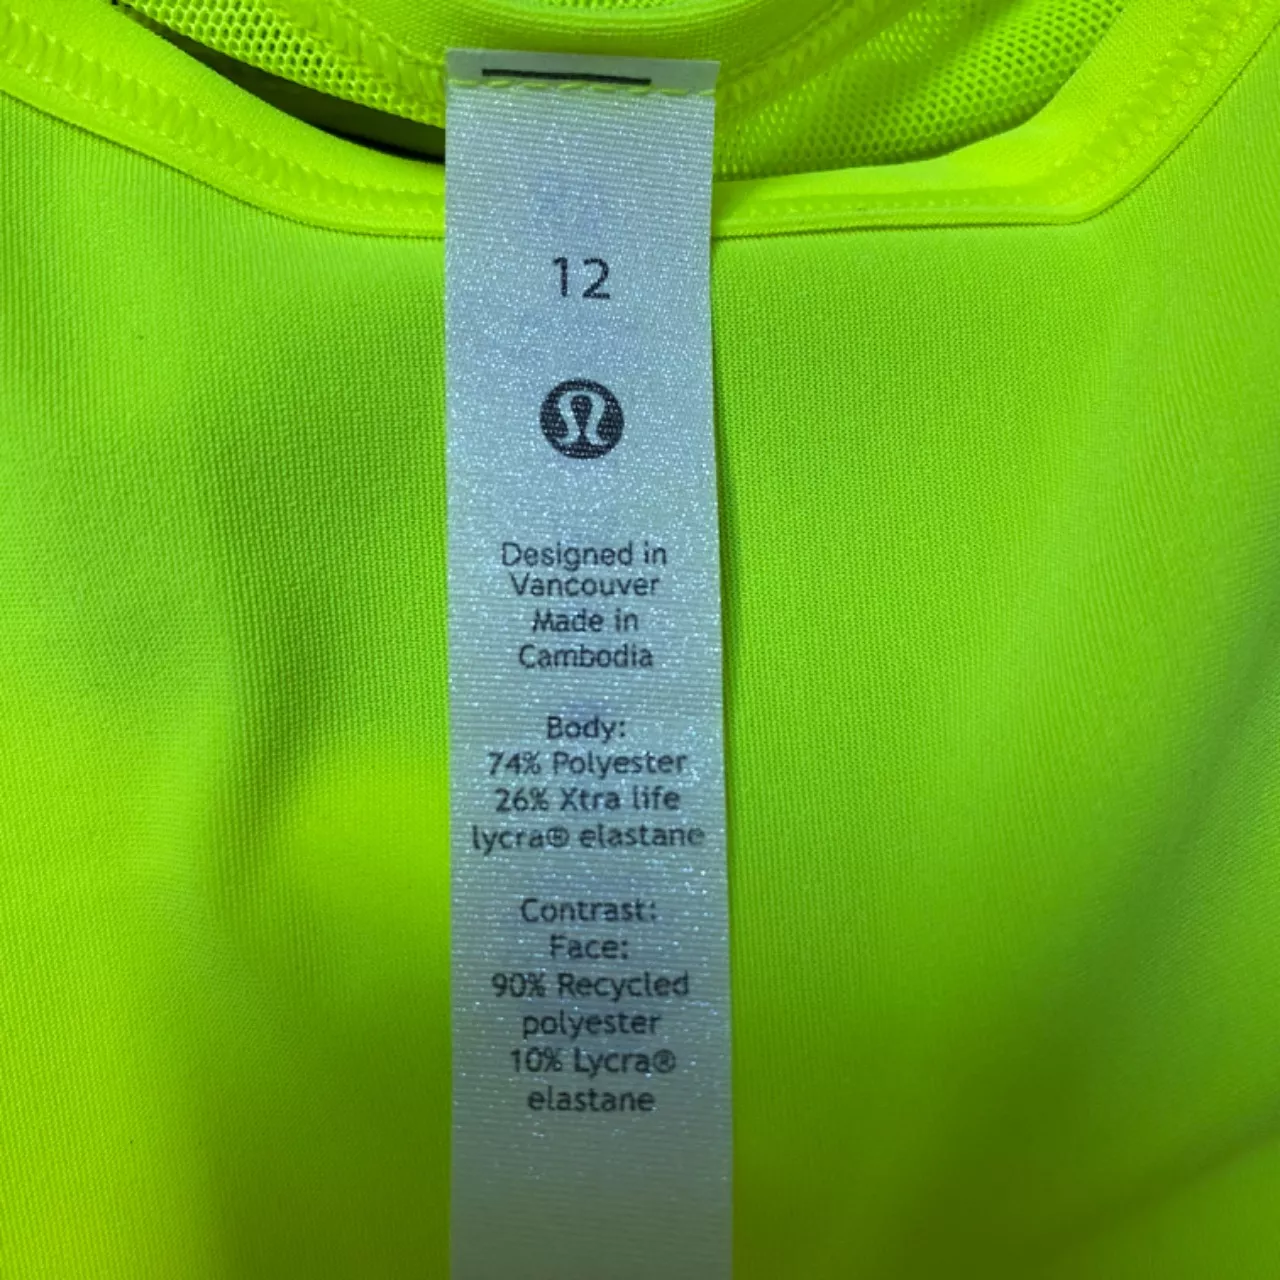 12
Designed in
Vancouver
Made in
Cambodia
Body:
74% Polyester
26% Xtra life
lycra® elastane
Contrast:
Face:
90% Recycled
polyester
10% Lycra®
elastane